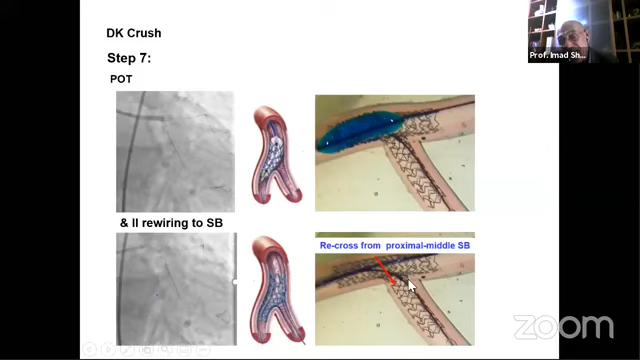 DK Crush
Step 7:
POT
& II rewiring to SB
Re-cross from proximal-middle SB
Prof. Imad Sh...
zoom